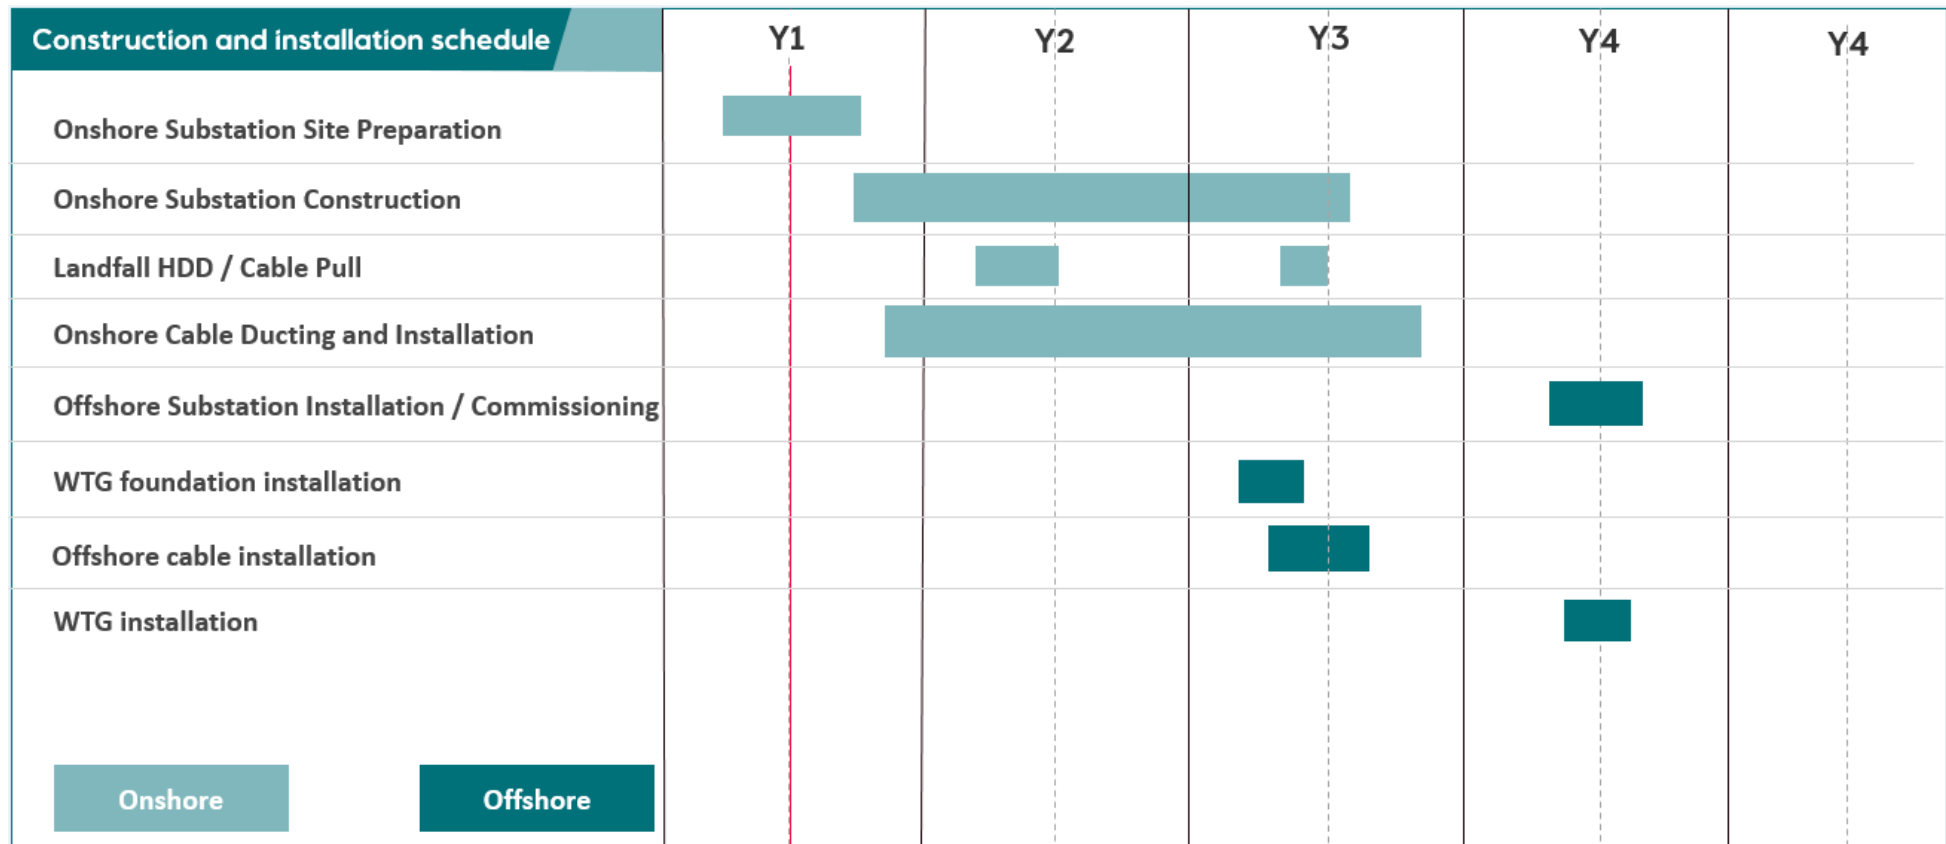 Construction and installation schedule
Y1
Y2
Y3
Y4
Y4
Onshore Substation Site Preparation
Onshore Substation Construction
Landfall HDD / Cable Pull
Onshore Cable Ducting and Installation
Offshore Substation Installation / Commissioning
WTG foundation installation
Offshore cable installation
WTG installation
Onshore
Offshore